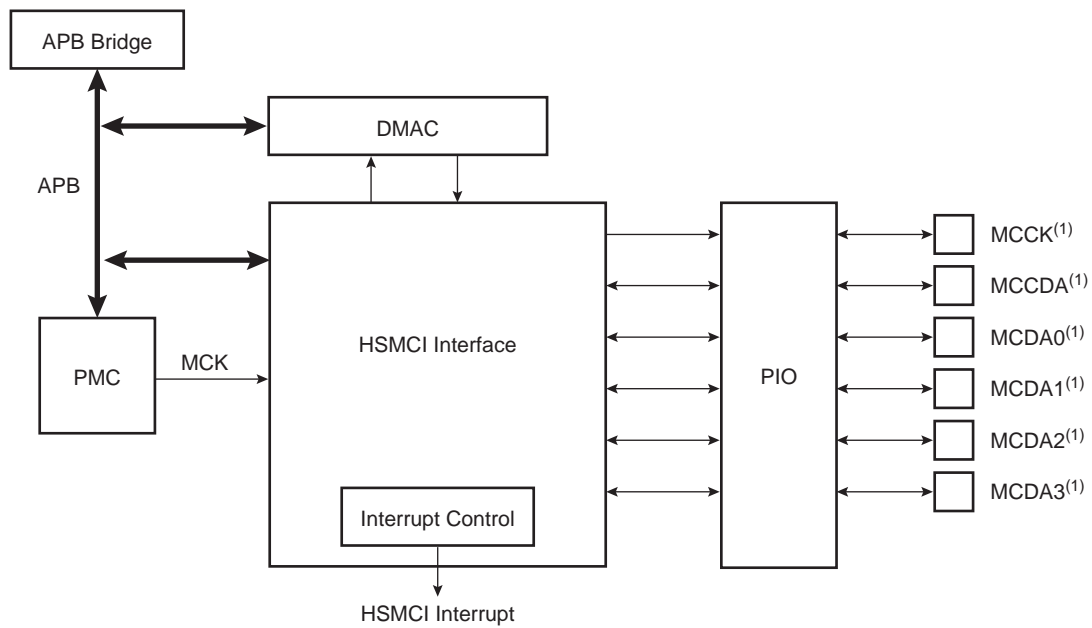 APB Bridge
DMAC
APB
MCCK(1)
MCCDA(1)
HSMCI Interface
MCDA0(1)
MCK
PMC
PIO
MCDA1(1)
MCDA2(1)
MCDA3(1)
Interrupt Control
HSMCI Interrupt